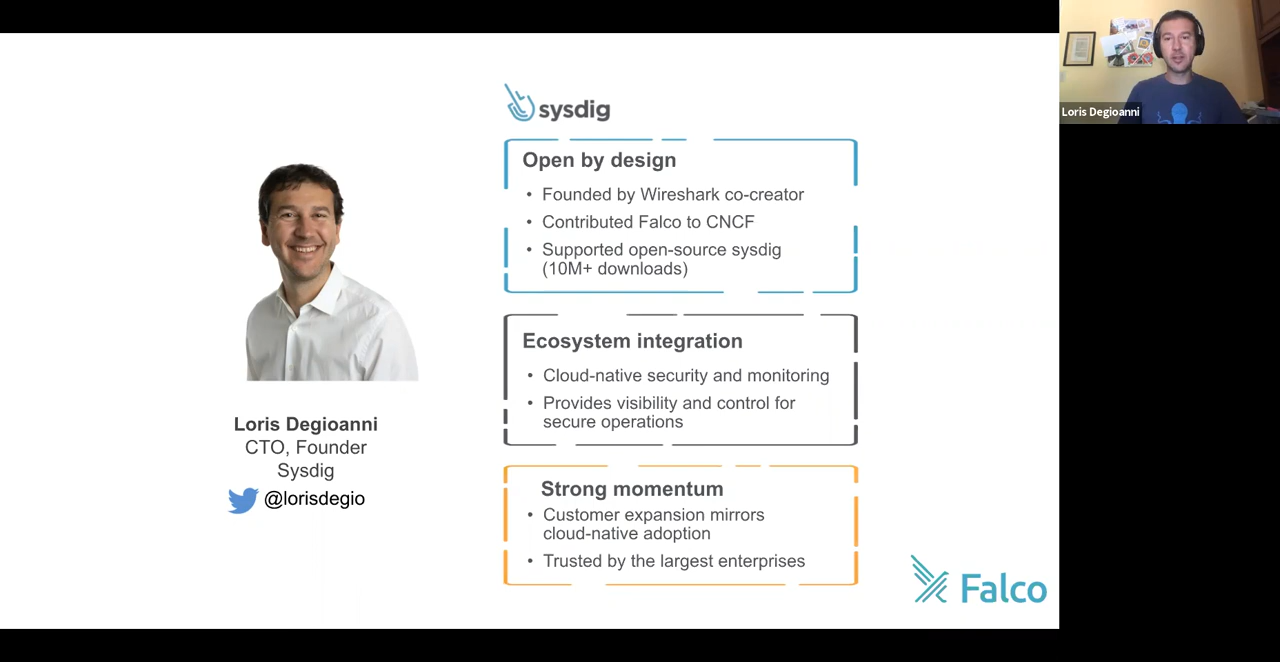 sysdig
Open by design
• Founded by Wireshark co-creator
• Contributed Falco to CNCF
• Supported open-source sysdig
(10M+ downloads)
Ecosystem integration
• Cloud-native security and monitoring
• Provides visibility and control for
secure operations
Strong momentum
• Customer expansion mirrors
cloud-native adoption
• Trusted by the largest enterprises
Loris Degioanni
CTO, Founder
Sysdig
@lorisdegio
Falco
Loris Degioanni